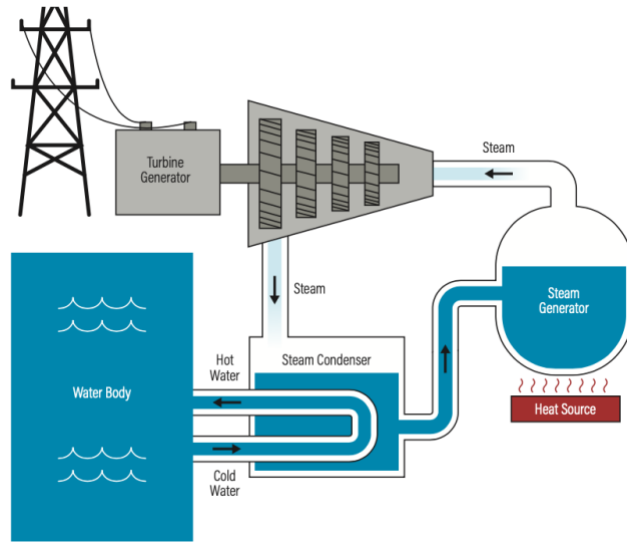 Turbine
Generator
Steam
Steam
Steam
Generator
Hot
Water
Steam Condenser
Water Body
Heat Source
Cold
Water